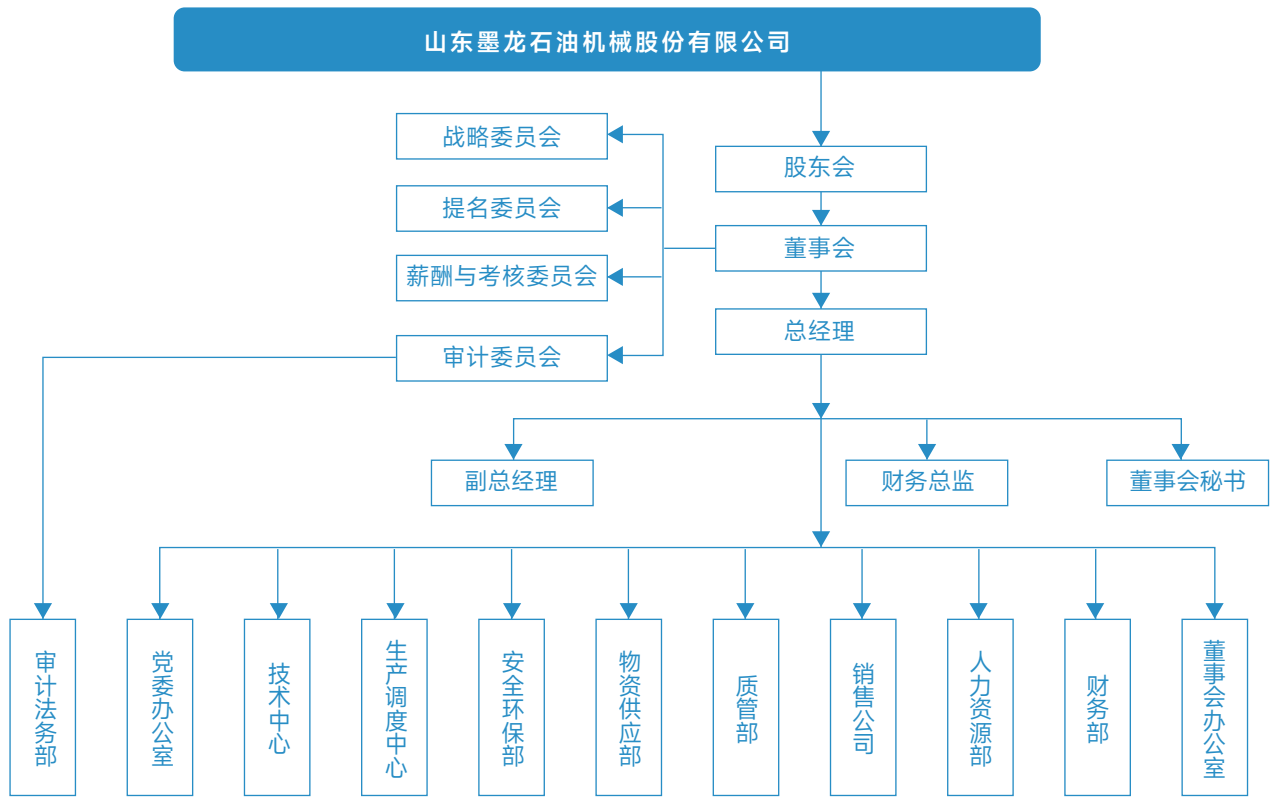 山东墨龙石油机械股份有限公司
战略委员会
股东会
提名委员会
董事会
薪酬与考核委员会
总经理
审计委员会
副总经理
财务总监
董事会秘书
审计法务部
党委办公室
技术中心
生产调度中心
安全环保部
物资供应部
质管部
销售公司
人力资源部
财务部
董事会办公室